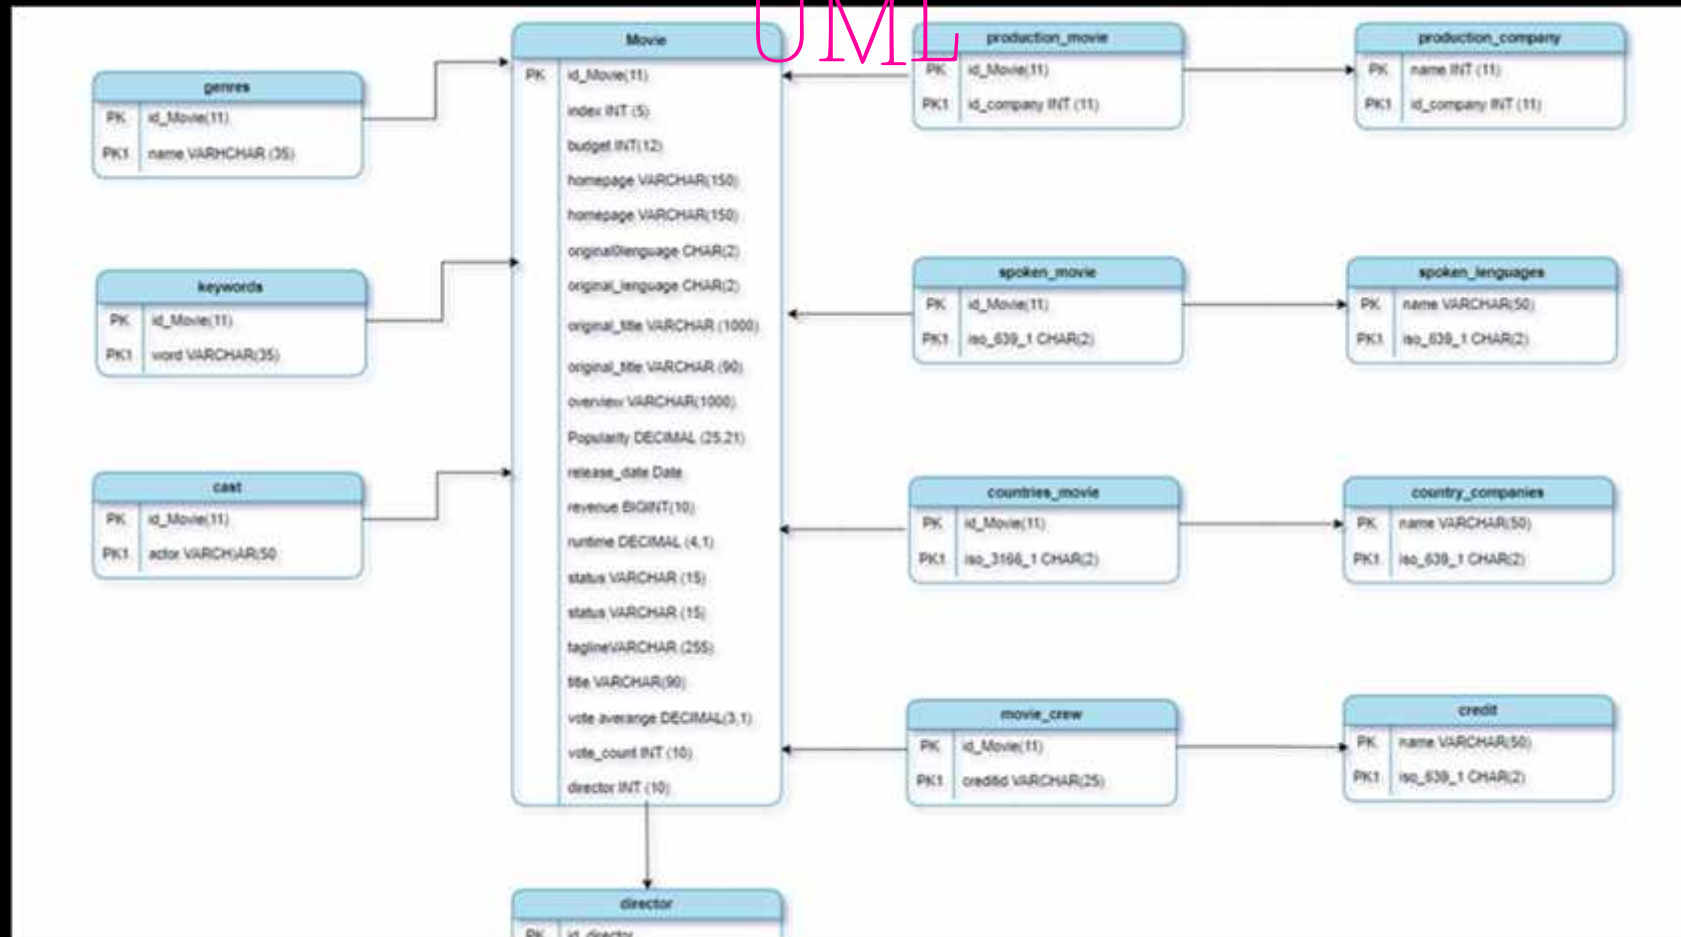 UML
genres
PK id_Movie(11)
PK1 name VARHCHAR (35)
keywords
PK id_Movie(11)
PK1 word VARCHAR(35)
cast
PK id_Movie(11)
PK1 actor VARCH)AR(50
Movie
PK id_Movie(11)
index INT (5)
budget INT(12)
homepage VARCHAR(150)
homepage VARCHAR(150)
original0lenguage CHAR(2)
original_lenguage CHAR(2)
original_title VARCHAR (1000)
original_title VARCHAR (90)
overview VARCHAR(1000)
Popularity DECIMAL (25,21)
release_date Date
revenue BIGINT(10)
runtime DECIMAL (4,1)
status VARCHAR (15)
status VARCHAR (15)
taglineVARCHAR (255)
title VARCHAR(90)
vote averange DECIMAL(3,1)
vote_count INT (10)
director INT (10)
director
PK id_director
production_movie
PK id_Movie(11)
PK1 id_company INT (11)
production_company
PK name INT (11)
PK1 id_company INT (11)
spoken_movie
PK id_Movie(11)
PK1 iso_639_1 CHAR(2)
spoken_lenguages
PK name VARCHAR(50)
PK1 iso_639_1 CHAR(2)
countries_movie
PK id_Movie(11)
PK1 iso_3166_1 CHAR(2)
country_companies
PK name VARCHAR(50)
PK1 iso_639_1 CHAR(2)
movie_crew
PK id_Movie(11)
PK1 creditid VARCHAR(25)
credit
PK name VARCHAR(50)
PK1 iso_639_1 CHAR(2)